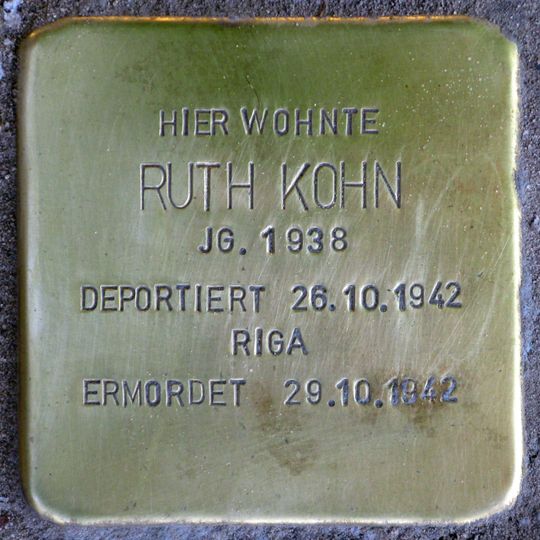 HIER WOHNTE
RUTH KOHN
JG. 1938
DEPORTIERT 26.10.1942
RIGA
ERMORDET 29.10.1942